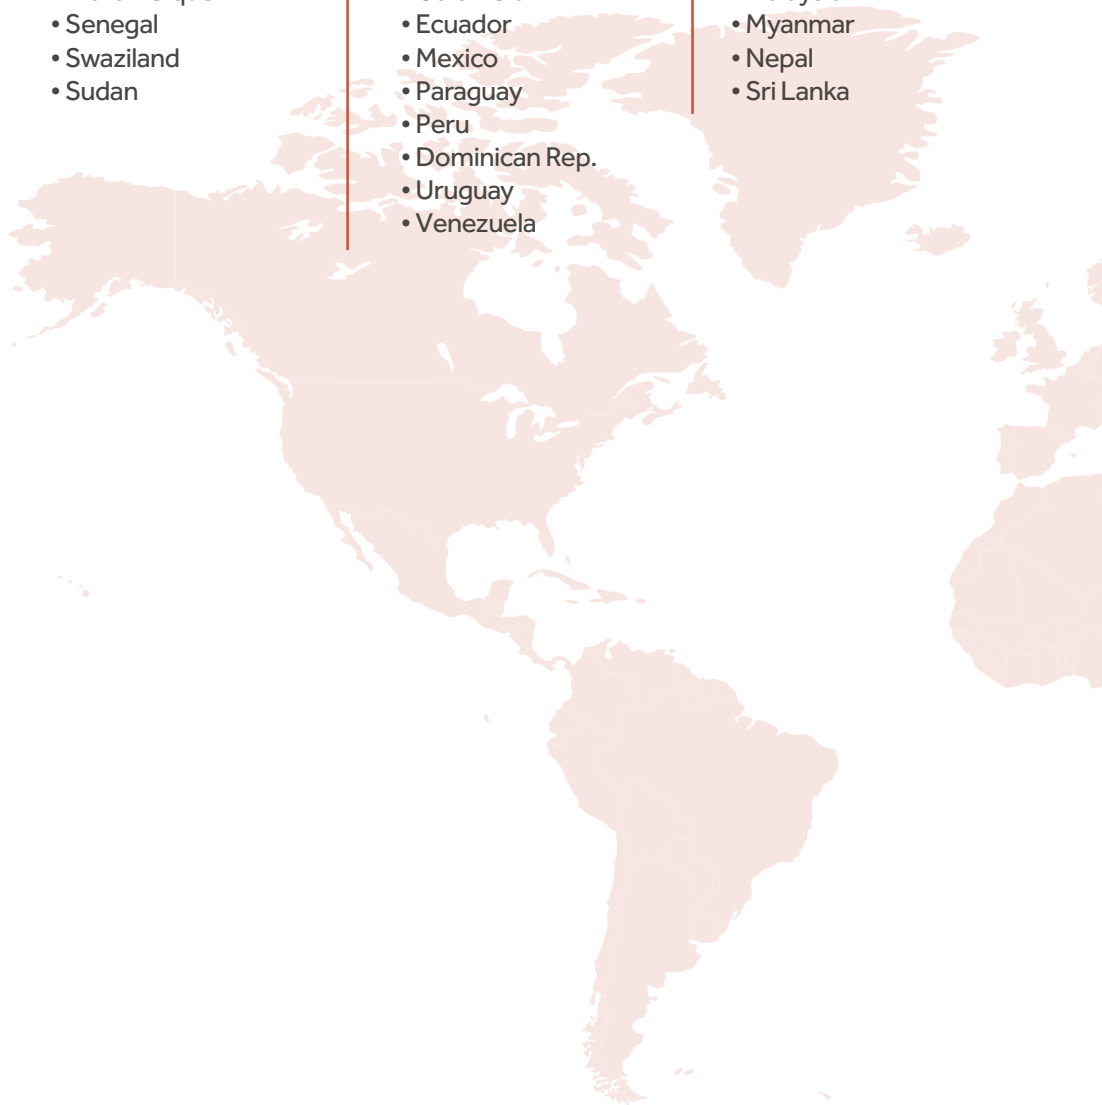 • Senegal
• Swaziland
• Sudan
• Ecuador
• Mexico
• Paraguay
• Peru
• Dominican Rep.
• Uruguay
• Venezuela
• Myanmar
• Nepal
• Sri Lanka